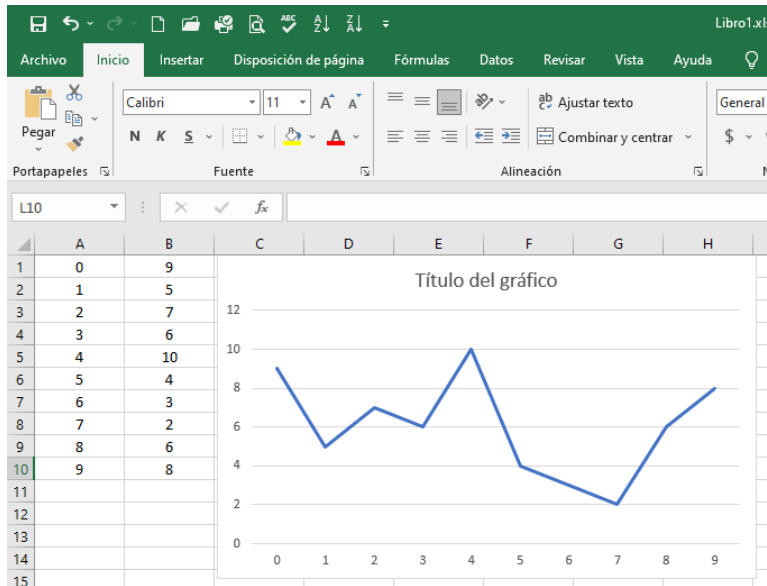 Libro1.xls
Archivo Inicio Insertar Disposición de página Fórmulas Datos Revisar Vista Ayuda
Pegar
Calibri 11 A A
ab Ajustar texto
General
N K S A
Combinar y centrar
$
Portapapeles Fuente Alineación
L10 fx
A B C D E F G H
1 0 9
2 1 5
3 2 7
4 3 6
5 4 10
6 5 4
7 6 3
8 7 2
9 8 6
10 9 8
11
12
13
14
15
Título del gráfico
12
10
8
6
4
2
0
0 1 2 3 4 5 6 7 8 9